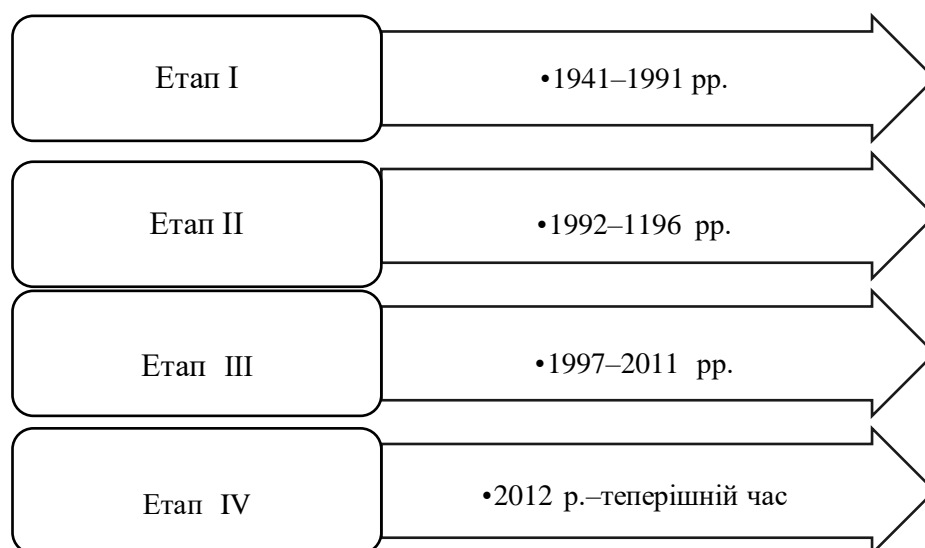 Етап I
•1941–1991 рр.
Етап II
•1992–1196 рр.
Етап III
•1997–2011 рр.
Етап IV
•2012 р.–теперішній час